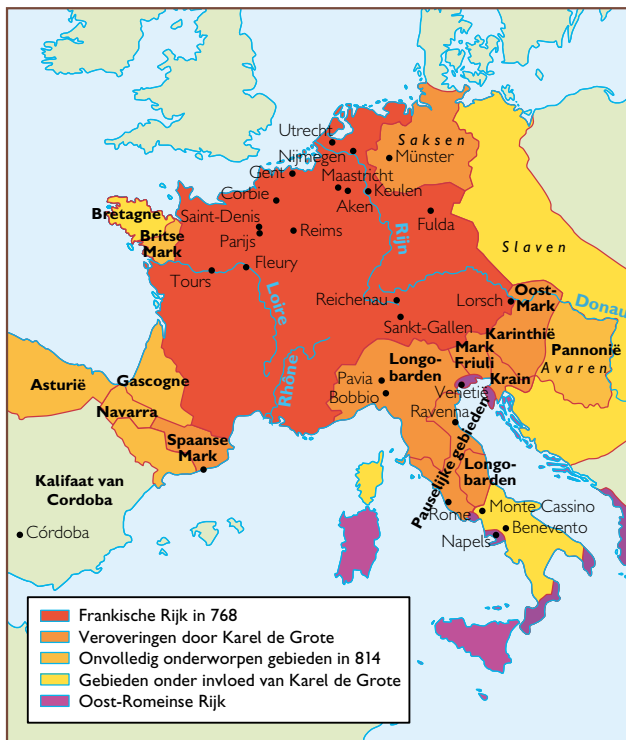 Utrecht
Saksen
Nijmegen
Münster
Gent
Maastricht
Keulen
Corbie
Aken
Bretagne
Saint-Denis
Fulda
Britse
Mark
Parijs
Reims
Rijn
Slaven
Tours
Fleury
Loire
Reichenau
Lorsch
Oost-
Mark
Donau
Sankt-Gallen
Karinthië
Mark
Friuli
Pannonië
Rhône
Longo-
barden
Avaren
Asturië
Gascogne
Pavia
Krain
Venetië
Bobbio
Navarra
Ravenna
Spaanse
Mark
Pauselijke gebieden
Longo-
barden
Kalifaat van
Cordoba
Rome
Monte Cassino
Córdoba
Benevento
Napels
Frankische Rijk in 768
Veroveringen door Karel de Grote
Onvolledig onderworpen gebieden in 814
Gebieden onder invloed van Karel de Grote
Oost-Romeinse Rijk